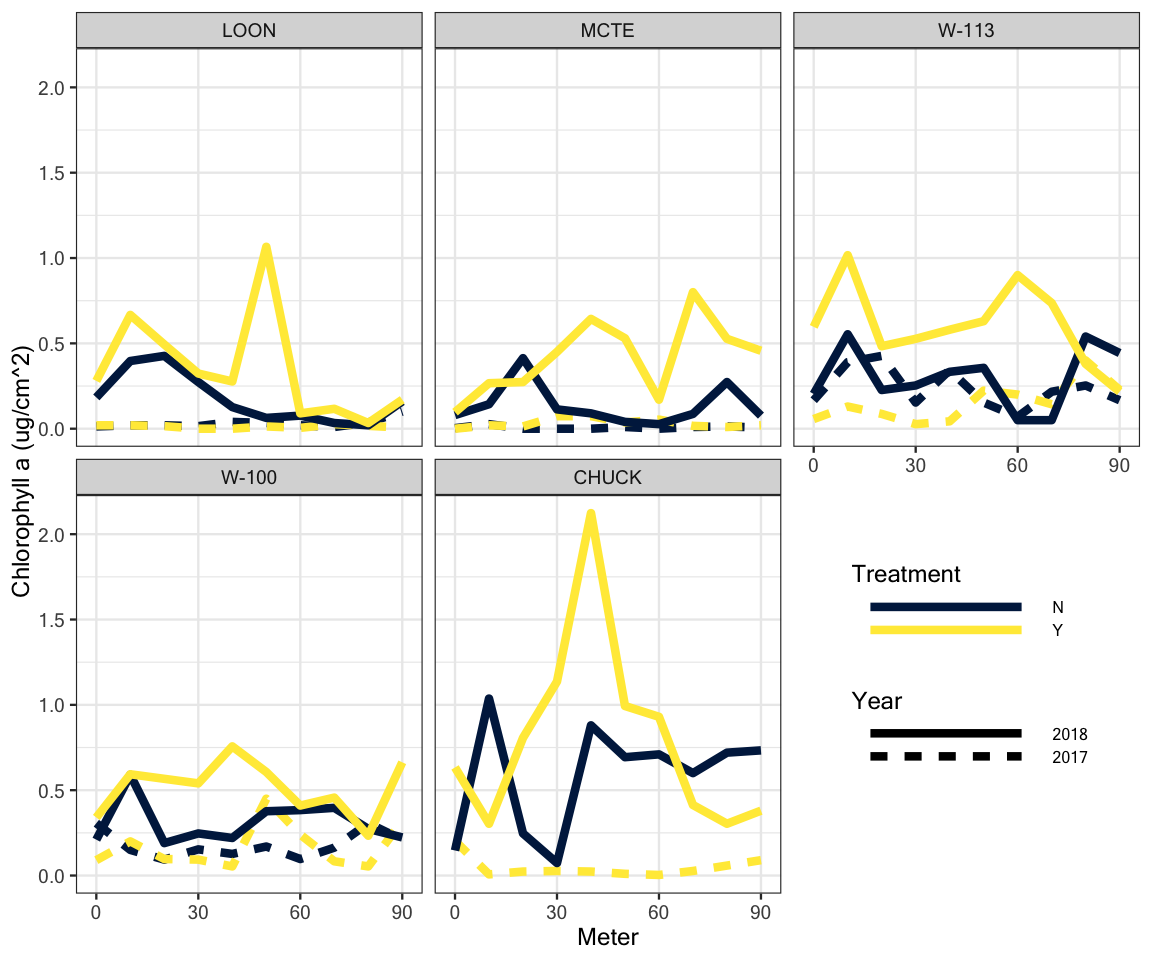 LOON MCTE W-113
2.0
1.5
1.0
0.5
0.0
0 30 60 90
W-100 CHUCK
2.0
1.5
1.0
0.5
0.0
0 30 60 90 0 30 60 90
Meter
Chlorophyll a (ug/cm^2)
Treatment
N
Y
Year
2018
2017